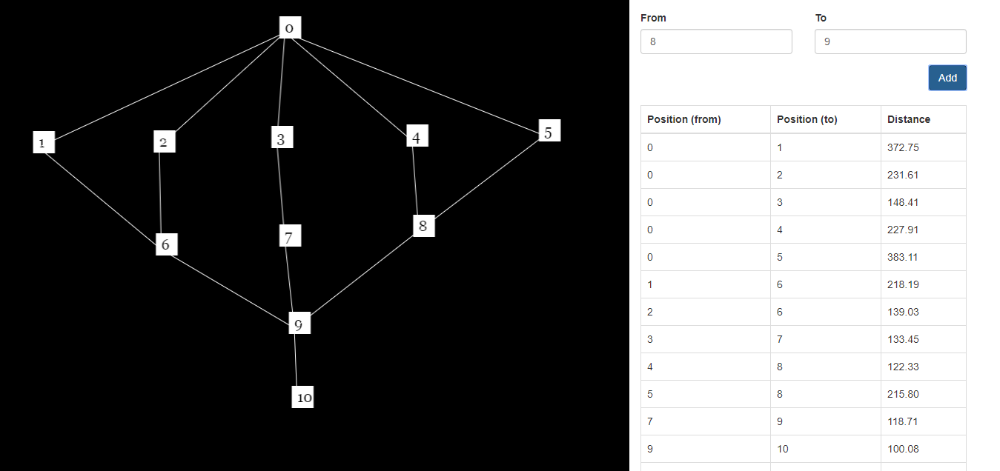 0
1
2
3
4
5
6
7
8
9
10
From To
8 9
Add
Position (from) Position (to) Distance
0 1 372.75
0 2 231.61
0 3 148.41
0 4 227.91
0 5 383.11
1 6 218.19
2 6 139.03
3 7 133.45
4 8 122.33
5 8 215.80
7 9 118.71
9 10 100.08